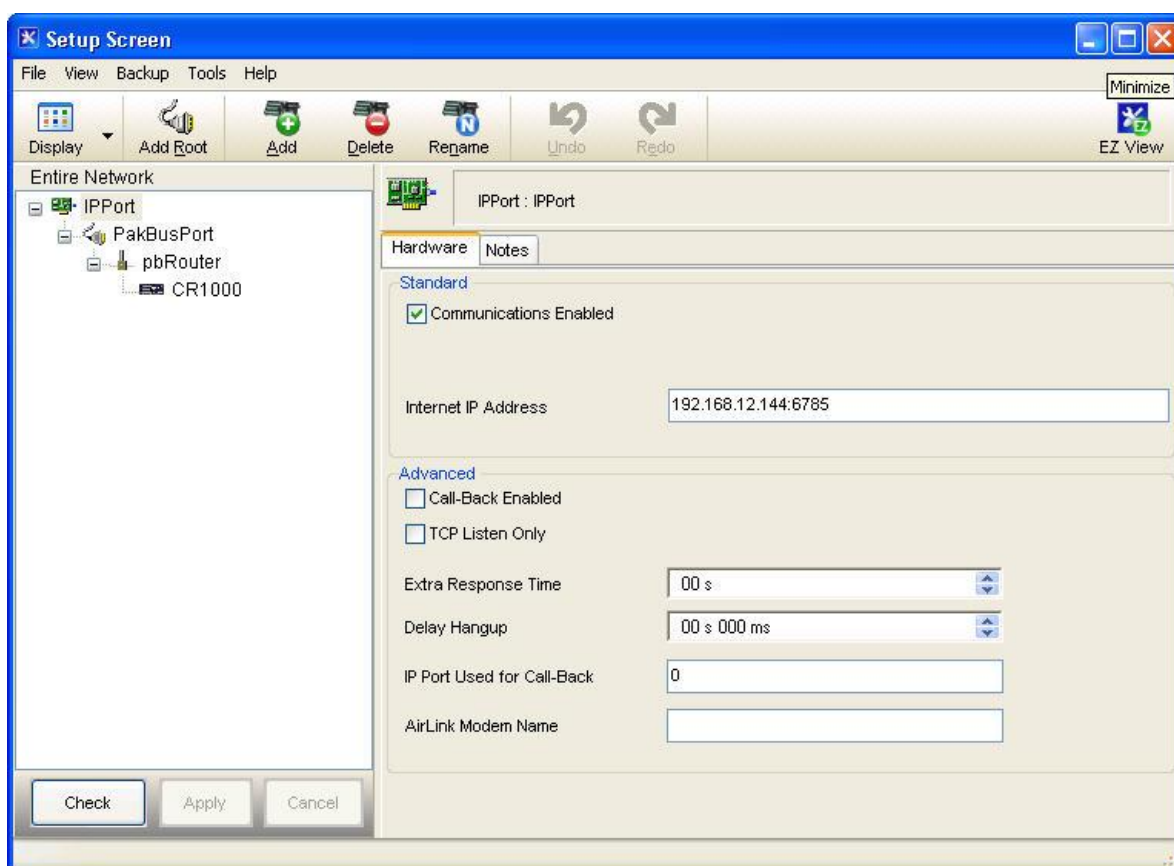 Setup Screen
File View Backup Tools Help
Minimize
Display
Add Root
Add
Delete
Rename
Undo
Redo
EZ View
Entire Network
IPPort
PakBusPort
pbRouter
CR1000
IPPort : IPPort
Hardware
Notes
Standard
Communications Enabled
Internet IP Address 192.168.12.144:6785
Advanced
Call-Back Enabled
TCP Listen Only
Extra Response Time 00 s
Delay Hangup 00 s 000 ms
IP Port Used for Call-Back 0
AirLink Modem Name
Check
Apply
Cancel